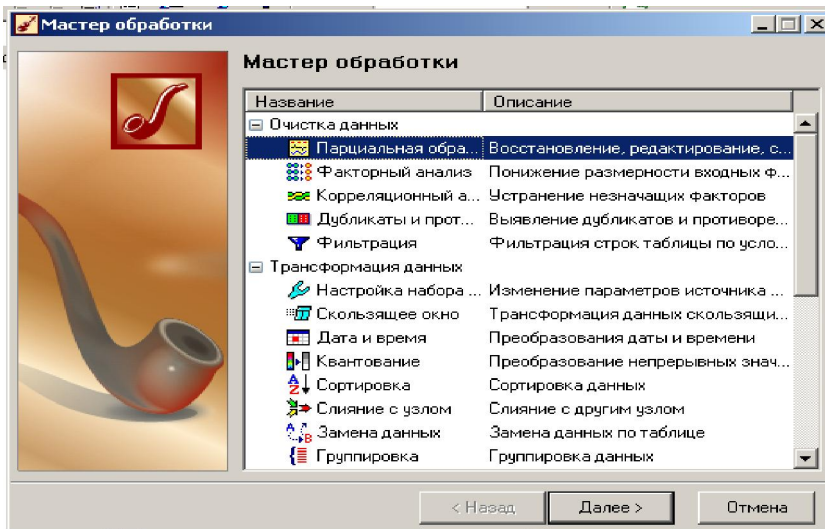 Мастер обработки
Мастер обработки
Название Описание
Очистка данных
Парциальная обра... Восстановление, редактирование, с...
Факторный анализ Понижение размерности входных ф...
Корреляционный а... Устранение незначащих факторов
Дубликаты и прот... Выявление дубликатов и противоре...
Фильтрация Фильтрация строк таблицы по усло...
Трансформация данных
Настройка набора ... Изменение параметров источника ...
Скользящее окно Трансформация данных скользящи...
Дата и время Преобразования даты и времени
Квантование Преобразование непрерывных знач...
Сортировка Сортировка данных
Слияние с узлом Слияние с другим узлом
Замена данных Замена данных по таблице
Группировка Группировка данных
< Назад Далее > Отмена